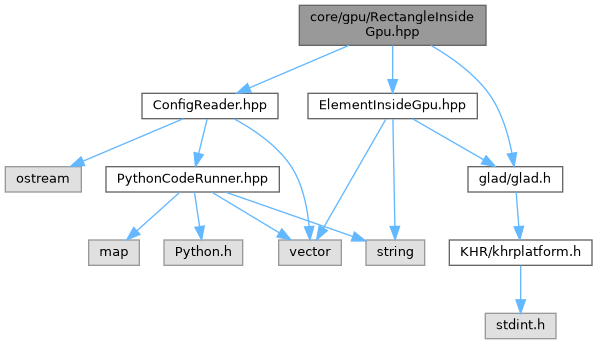 core/gpu/RectangleInside
Gpu.hpp
ConfigReader.hpp
ElementInsideGpu.hpp
ostream
PythonCodeRunner.hpp
glad/glad.h
map
Python.h
vector
string
KHR/khrplatform.h
stdint.h